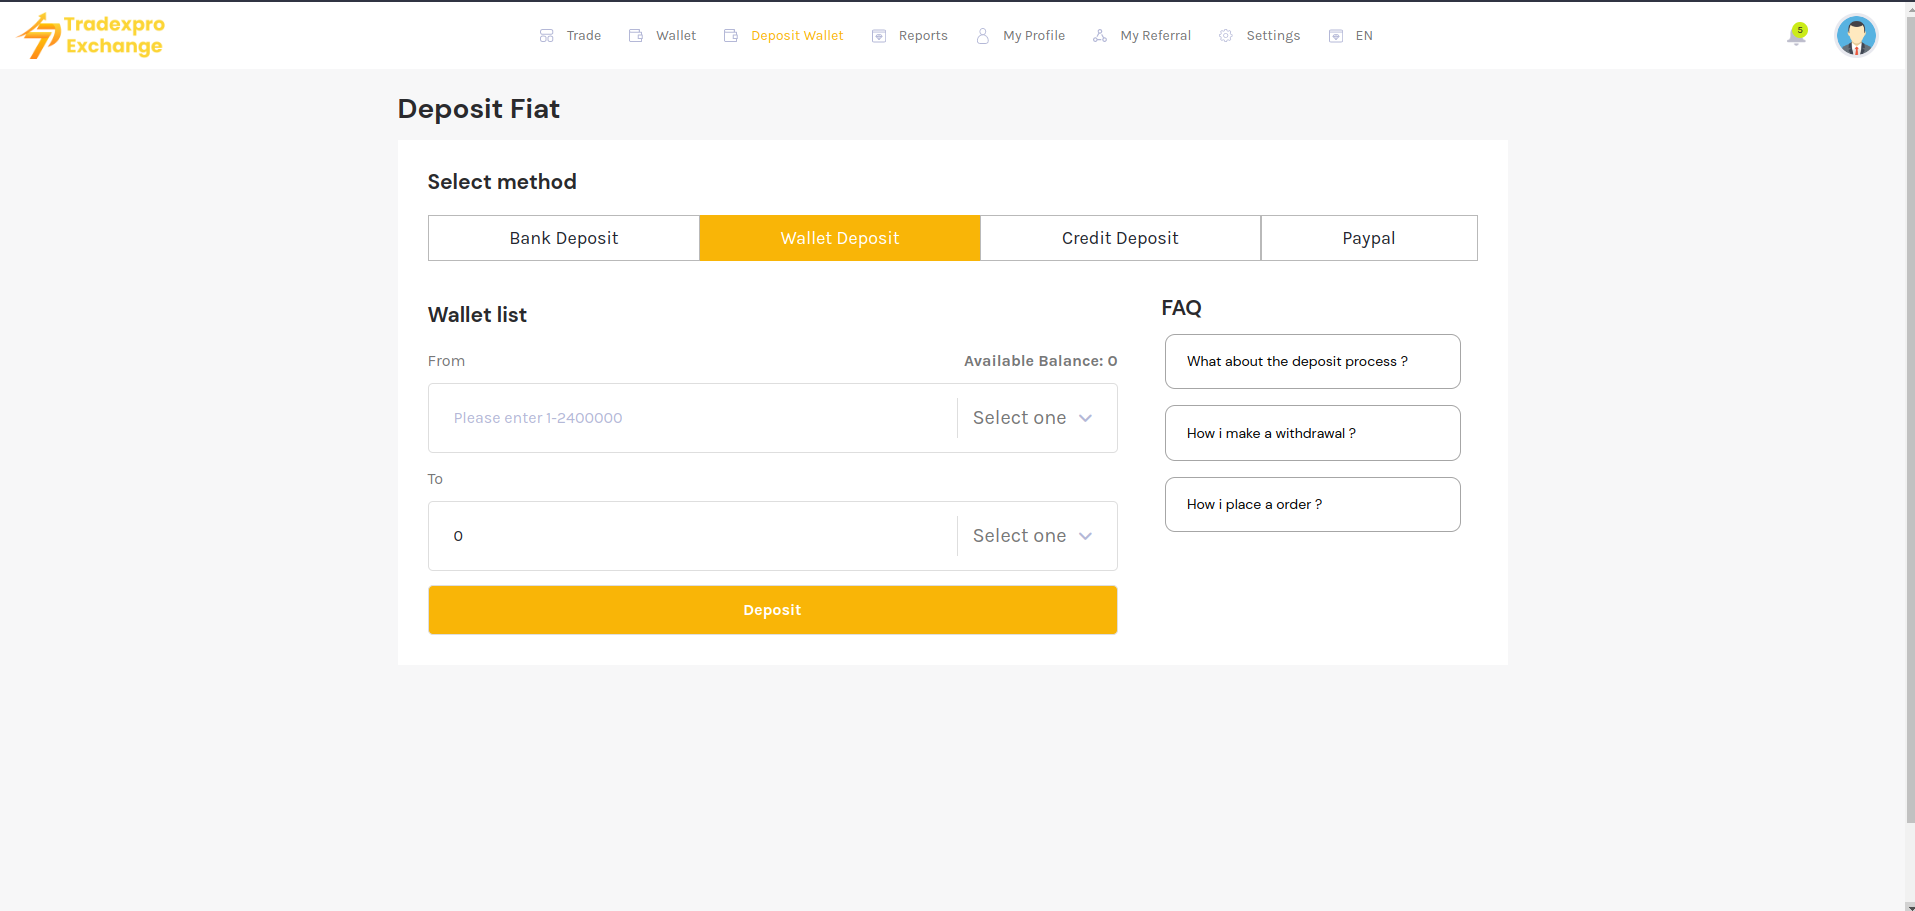 Tradexpro
Exchange
Trade
Wallet
Deposit Wallet
Reports
My Profile
My Referral
Settings
EN
5
Deposit Fiat
Select method
Bank Deposit
Wallet Deposit
Credit Deposit
Paypal
Wallet list
From
Available Balance: 0
Please enter 1-2400000
Select one
To
0
Select one
Deposit
FAQ
What about the deposit process ?
How i make a withdrawal ?
How i place a order ?